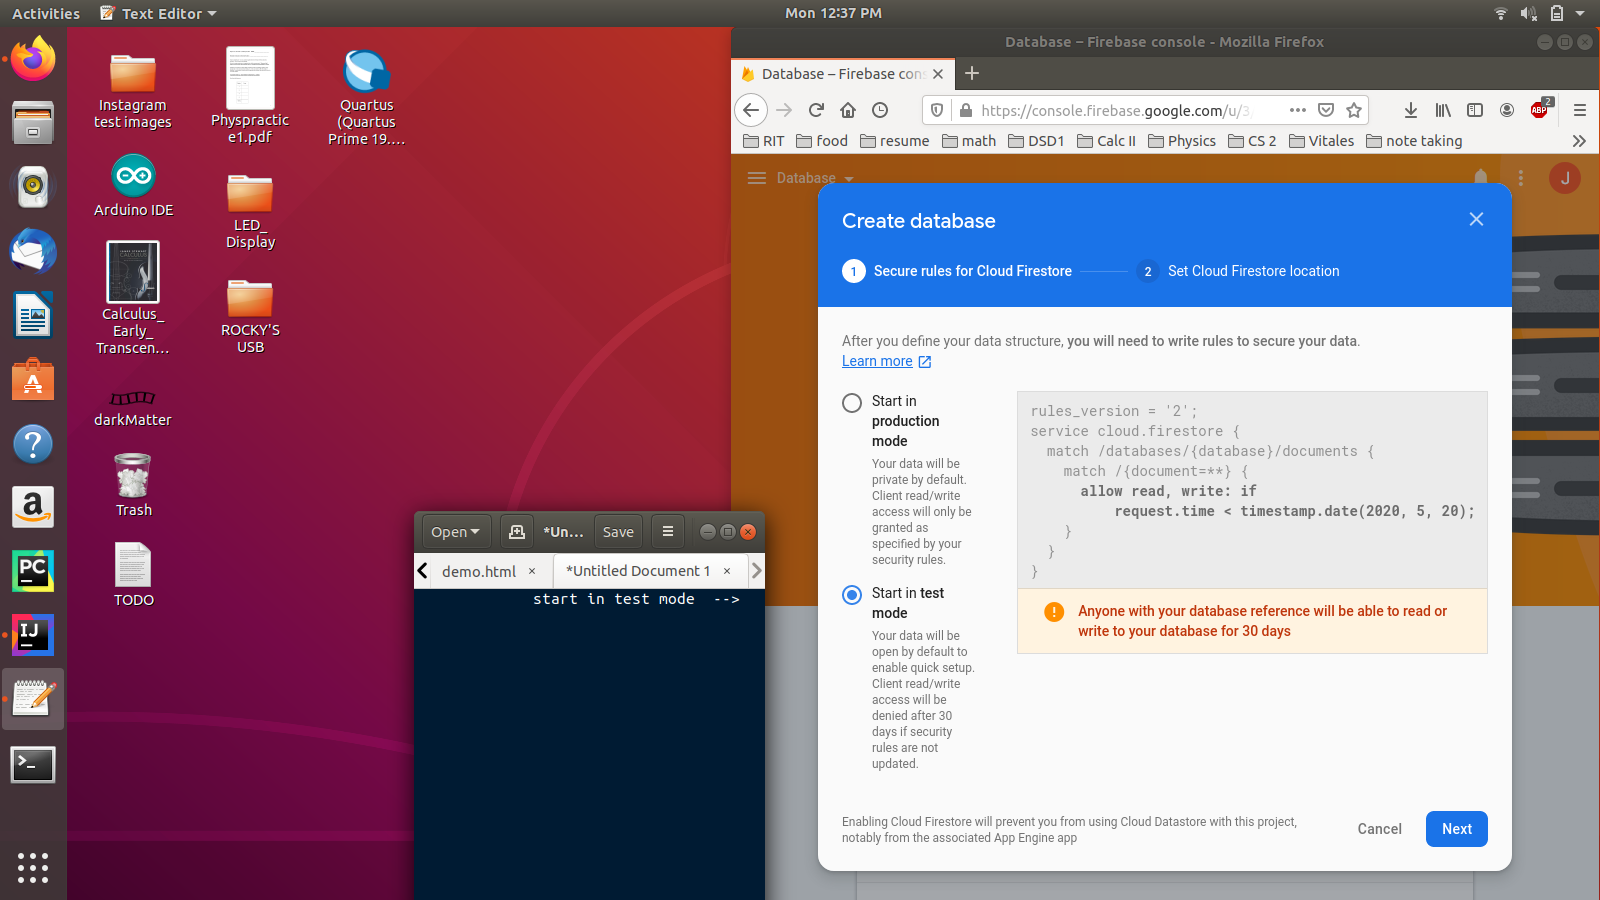 Activities
Text Editor
Mon 12:37 PM
Instagram
test images
Physpractic
e1.pdf
Quartus
(Quartus
Prime 19....
Arduino IDE
LED_
Display
CALCULUS
Calculus_
Early_
Transcen...
ROCKY'S
USB
darkMatter
Trash
TODO
PC
IJ
Open
*Un...
Save
demo.html
*Untitled Document 1
start in test mode  -->
Database – Firebase console - Mozilla Firefox
Database – Firebase cons
https://console.firebase.google.com/u/3/
ABP
2
RIT
food
resume
math
DSD1
Calc II
Physics
CS 2
Vitales
note taking
Database
J
Create database
1 Secure rules for Cloud Firestore
2 Set Cloud Firestore location
After you define your data structure, you will need to write rules to secure your data.
Learn more
Start in
production
mode
Your data will be
private by default.
Client read/write
access will only be
granted as
specified by your
security rules.
Start in test
mode
Your data will be
open by default to
enable quick setup.
Client read/write
access will be
denied after 30
days if security
rules are not
updated.
rules_version = '2';
service cloud.firestore {
match /databases/{database}/documents {
match /{document=**} {
allow read, write: if
request.time < timestamp.date(2020, 5, 20);
}
}
}
Anyone with your database reference will be able to read or
write to your database for 30 days
Enabling Cloud Firestore will prevent you from using Cloud Datastore with this project,
notably from the associated App Engine app
Cancel
Next